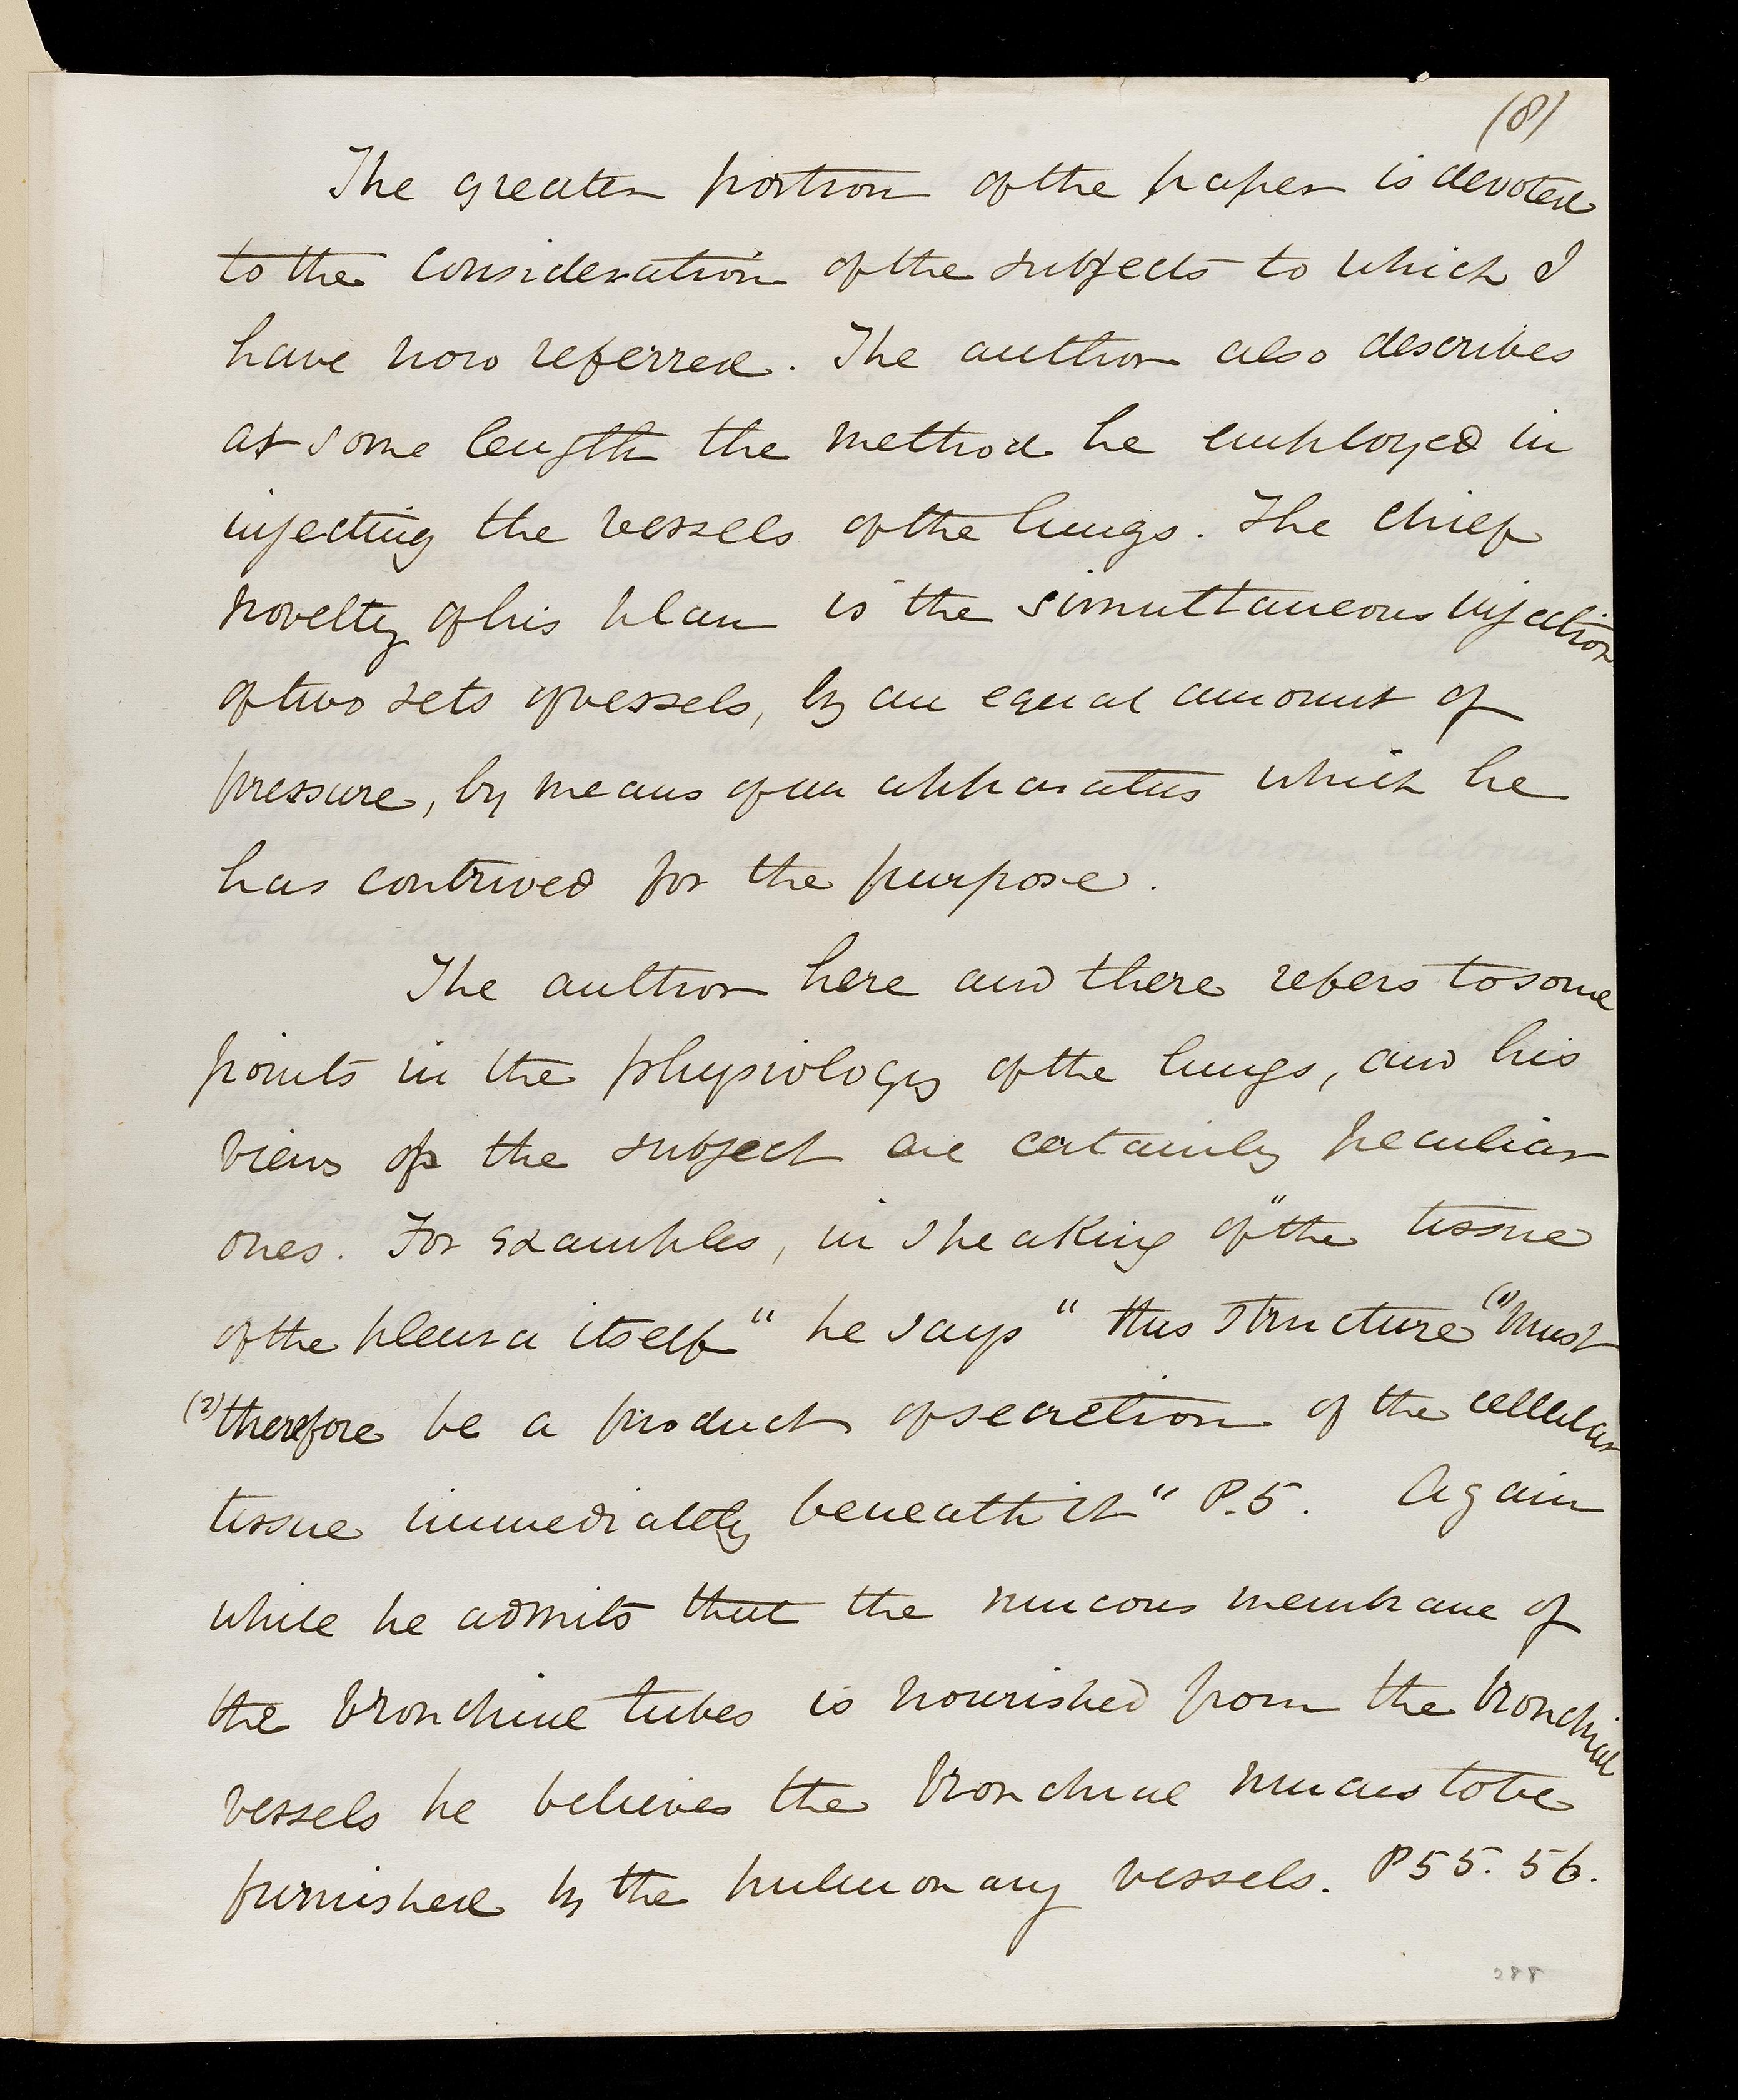 (8)
The greater portion of the paper is devoted
to the consideration of the subjects to which I
have now referred. The author also describes
at some length the method he employed in
injecting the vessels of the lungs. The chief
novelty of his plan is the simultaneous injection
of two sets of vessels, by an equal amount of
pressure, by means of an apparatus which he
has contrived for the purpose.
The author here and there refers to some
points in the physiology of the lungs, and his
views of the subject are certainly peculiar
ones. For examples, in speaking of "the tissue
of the pleura itself" he says "this structure (1) must
(2) therefore be a product of secretion of the cellular
tissue immediately beneath it" P.5. Again
while he admits that the mucous membrane of
the bronchial tubes is nourished from the bronchial
vessels he believes the bronchial mucus to be
furnished by the pulmonary vessels. P 55. 56.
288